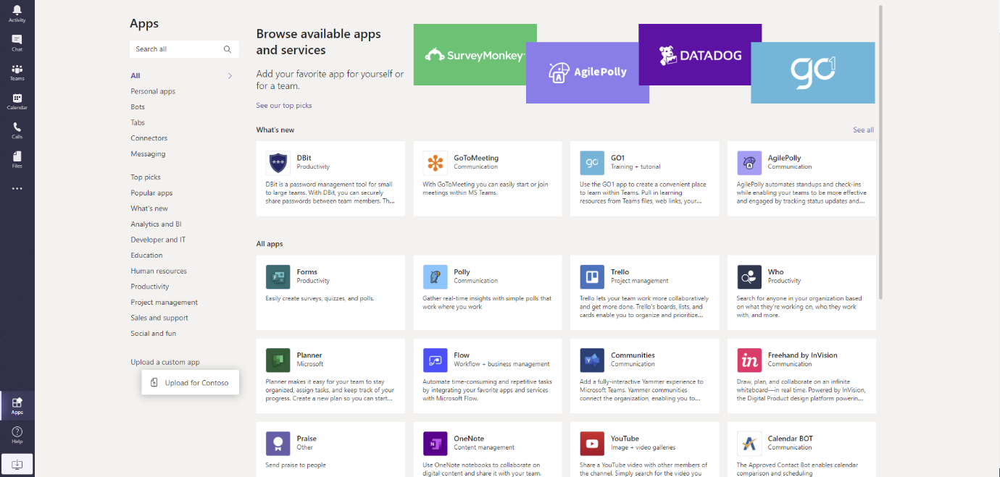 Activity
Chat
Teams
Calendar
Calls
Files
Apps
Help
Apps
Search all
All
Personal apps
Bots
Tabs
Connectors
Messaging
Top picks
Popular apps
What's new
Analytics and BI
Developer and IT
Education
Human resources
Productivity
Project management
Sales and support
Social and fun
Upload a custom app
Upload for Contoso
Browse available apps
and services
Add your favorite app for yourself or
for a team.
See our top picks
SurveyMonkey
A AgilePolly
DATADOG
go1
What's new
See all
***
DBit
Productivity
DBit is a password management tool for small
to large teams. With DBit, you can securely
share passwords between team members. Th...
GoToMeeting
Communication
With GoToMeeting you can easily start or join
meetings within MS Teams.
go
GO1
Training + tutorial
Use the GO1 app to create a convenient place
to learn within Teams. Pull in learning
resources from Teams files, web links, your...
A
AgilePolly
Communication
AgilePolly automates standups and check-ins
while enabling your teams to be more effective
and engaged by tracking status updates and...
All apps
F
Forms
Productivity
Easily create surveys, quizzes, and polls.
Polly
Communication
Gather real-time insights with simple polls that
work where you work
Trello
Project management
Trello lets your team work more collaboratively
and get more done. Trello's boards, lists, and
cards enable you to organize and prioritize...
Who
Productivity
Search for anyone in your organization based
on what they're working on, who they work
with, and more.
Planner
Microsoft
Planner makes it easy for your team to stay
organized, assign tasks, and keep track of your
progress. Create a new plan so you can start...
Flow
Workflow + business management
Automate time-consuming and repetitive tasks
by integrating your favorite apps and services
with Microsoft Flow.
Y
Communities
Communication
Add a fully-interactive Yammer experience to
Microsoft Teams. Yammer communities
connect the organization, enabling you to...
in
Freehand by InVision
Communication
Draw, plan, and collaborate on an infinite
whiteboard—in real time. Powered by InVision,
the Digital Product design platform powerin...
Praise
Other
Send praise to people
N
OneNote
Content management
Use OneNote notebooks to collaborate on
digital content and share it with your team.
YouTube
Image + video galleries
Share a YouTube video with other members of
the channel. Simply search for the video you
Calendar BOT
Communication
The Approved Contact Bot enables calendar
comparison and scheduling